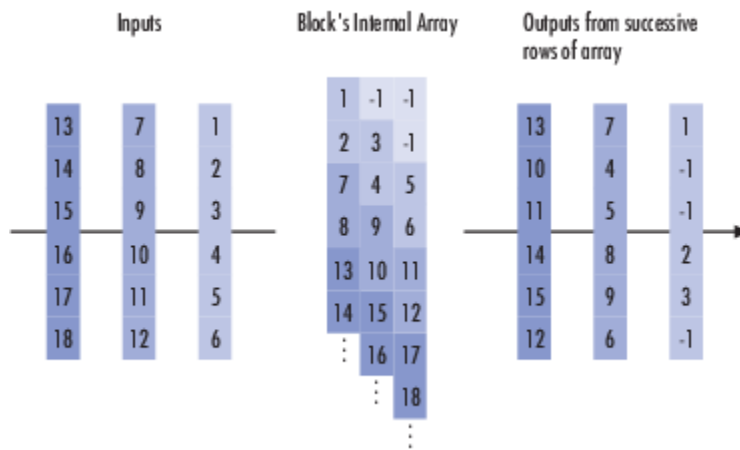 Inputs
Block's Internal Array
Outputs from successive
rows of array
13 7 1
14 8 2
15 9 3
16 10 4
17 11 5
18 12 6
1 -1 -1
2 3 -1
7 4 5
8 9 6
13 10 11
14 15 12
16 17
18
13 7 1
10 4 -1
11 5 -1
14 8 2
15 9 3
12 6 -1